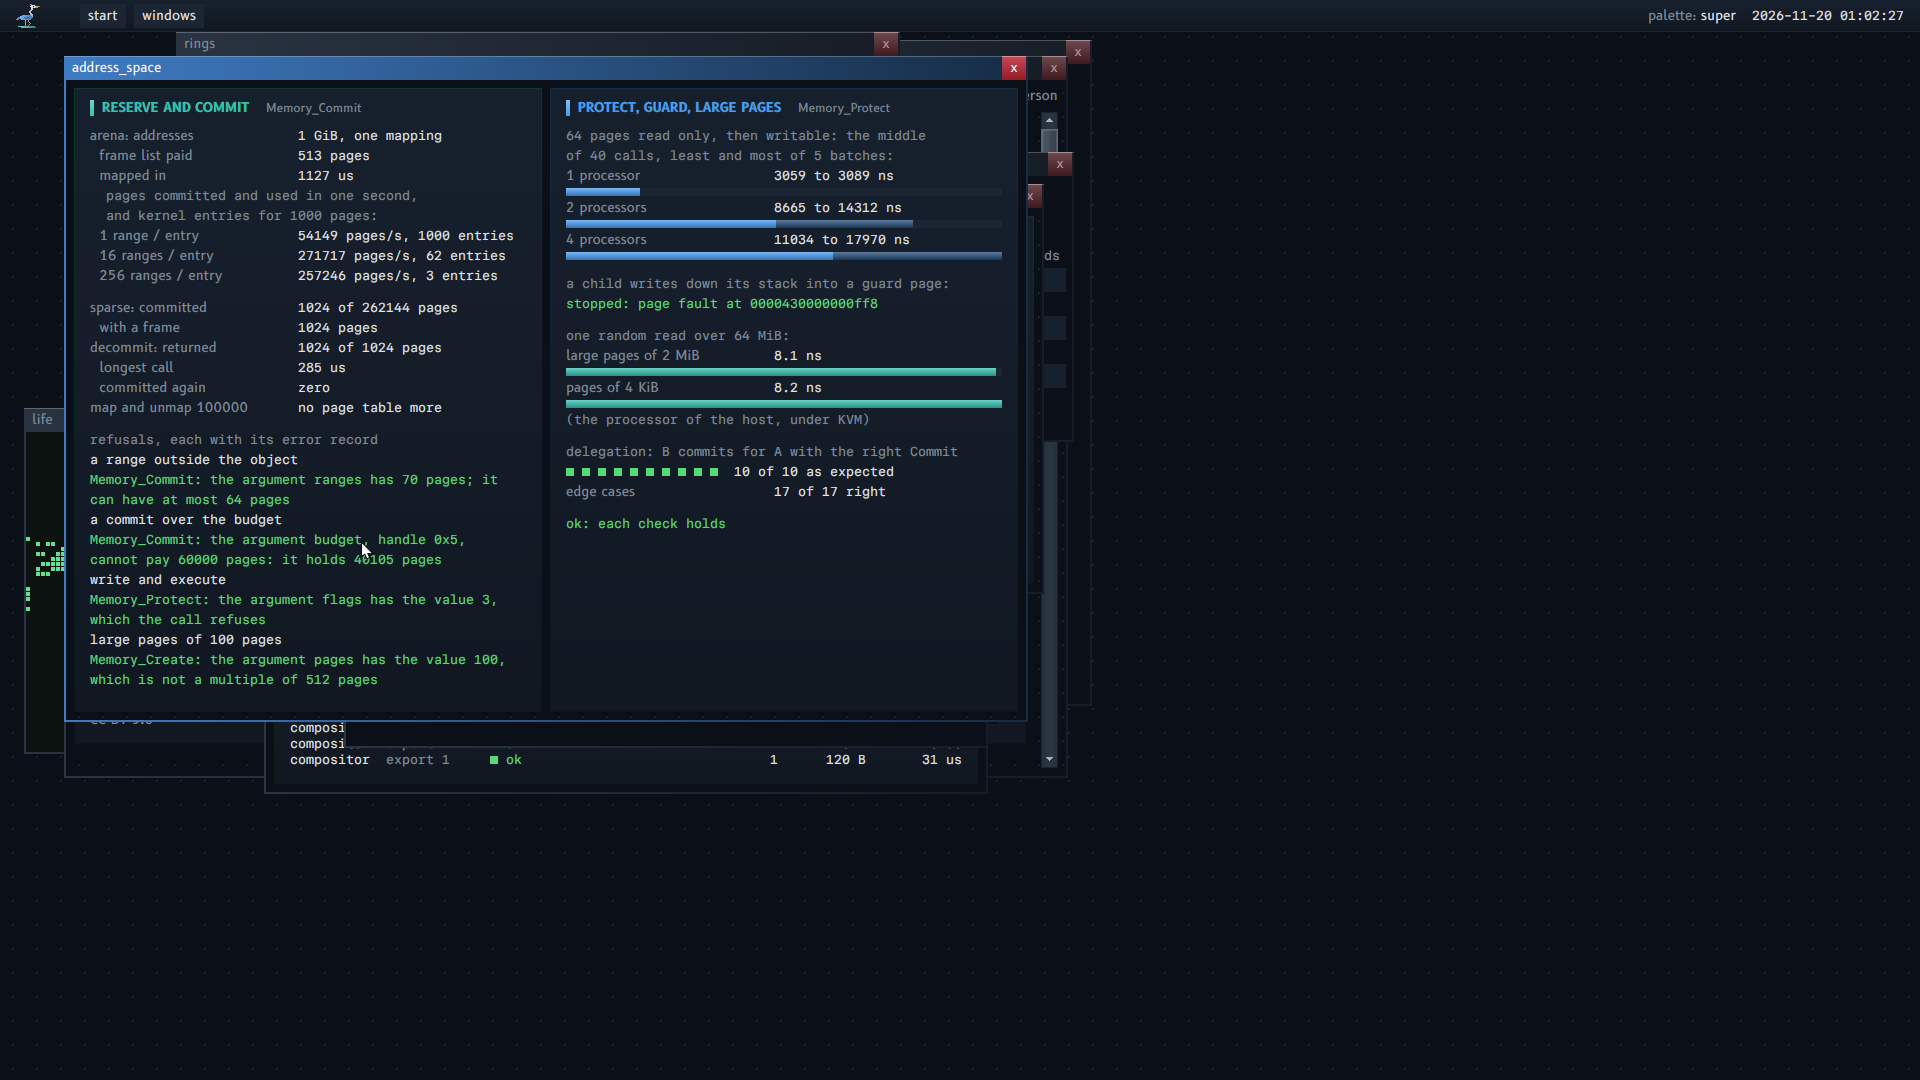 start windows palette: super 2026-11-20 01:02:27
rings x
x
address_space x
x
RESERVE AND COMMIT Memory_Commit
arena: addresses 1 GiB, one mapping
frame list paid 513 pages
mapped in 1127 us
pages committed and used in one second,
and kernel entries for 1000 pages:
1 range / entry 54149 pages/s, 1000 entries
16 ranges / entry 271717 pages/s, 62 entries
256 ranges / entry 257246 pages/s, 3 entries
sparse: committed 1024 of 262144 pages
with a frame 1024 pages
decommit: returned 1024 of 1024 pages
longest call 285 us
committed again zero
map and unmap 100000 no page table more
refusals, each with its error record
a range outside the object
Memory_Commit: the argument ranges has 70 pages; it
can have at most 64 pages
a commit over the budget
Memory_Commit: the argument budget, handle 0x5,
cannot pay 60000 pages: it holds 40105 pages
write and execute
Memory_Protect: the argument flags has the value 3,
which the call refuses
large pages of 100 pages
Memory_Create: the argument pages has the value 100,
which is not a multiple of 512 pages
PROTECT, GUARD, LARGE PAGES Memory_Protect
64 pages read only, then writable: the middle
of 40 calls, least and most of 5 batches:
1 processor 3059 to 3089 ns
2 processors 8665 to 14312 ns
4 processors 11034 to 17970 ns
a child writes down its stack into a guard page:
stopped: page fault at 0000430000000ff8
one random read over 64 MiB:
large pages of 2 MiB 8.1 ns
pages of 4 KiB 8.2 ns
(the processor of the host, under KVM)
delegation: B commits for A with the right Commit
10 of 10 as expected
edge cases 17 of 17 right
ok: each check holds
erson
x
x
ds
life
composi
composi
compositor export 1 ok 1 120 B 31 us